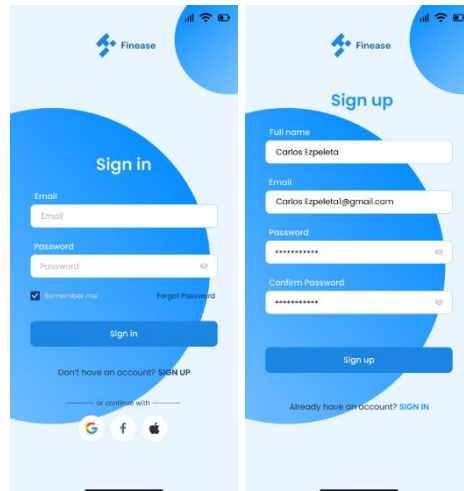 Finease
Sign in
Email
Email
Password
Password
Remember me
Forgot Password
Sign in
Don't have an account? SIGN UP
or continue with
Finease
Sign up
Full name
Carlos Ezpeleta
Email
Carlos Ezpeleta1@gmail.com
Password
***********
Confirm Password
***********
Sign up
Already have an account? SIGN IN